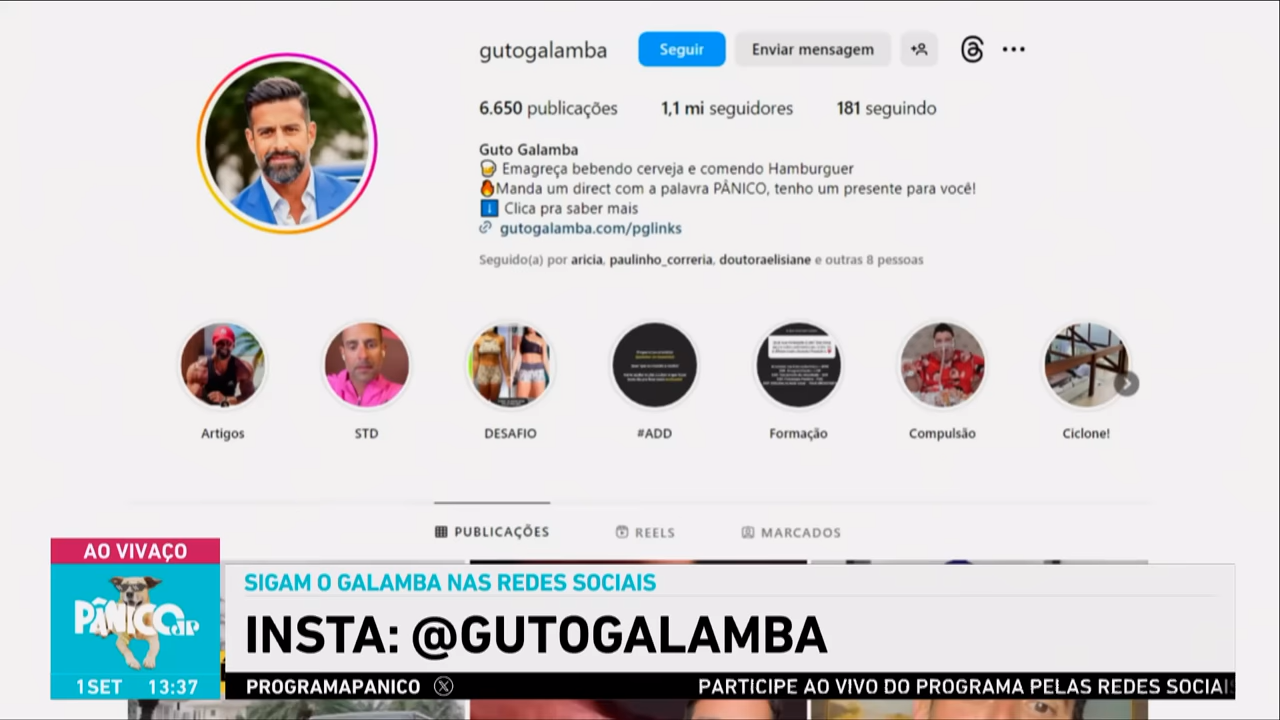 gutogalamba
Seguir
Enviar mensagem
6.650 publicações
1,1 mi seguidores
181 seguindo
Guto Galamba
🍺 Emagreça bebendo cerveja e comendo Hamburguer
🔥Manda um direct com a palavra PÂNICO, tenho um presente para você!
Clica pra saber mais
gutogalamba.com/pglinks
Seguido(a) por aricia, paulinho_correria, doutoraelisiane e outras 8 pessoas
Artigos
STD
DESAFIO
#ADD
Formação
Compulsão
Ciclone!
PUBLICAÇÕES
REELS
MARCADOS
AO VIVAÇO
PÂNICO JP
1SET 13:37
SIGAM O GALAMBA NAS REDES SOCIAIS
INSTA: @GUTOGALAMBA
PROGRAMAPANICO
PARTICIPE AO VIVO DO PROGRAMA PELAS REDES SOCIAIS